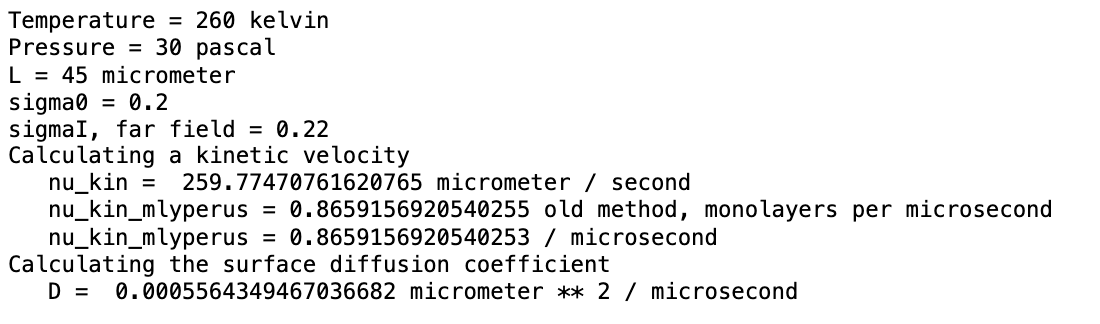 Temperature = 260 kelvin
Pressure = 30 pascal
L = 45 micrometer
sigma0 = 0.2
sigmaI, far field = 0.22
Calculating a kinetic velocity
   nu_kin =  259.77470761620765 micrometer / second
   nu_kin_mlyperus = 0.8659156920540255 old method, monolayers per microsecond
   nu_kin_mlyperus = 0.8659156920540253 / microsecond
Calculating the surface diffusion coefficient
   D =  0.0005564349467036682 micrometer ** 2 / microsecond